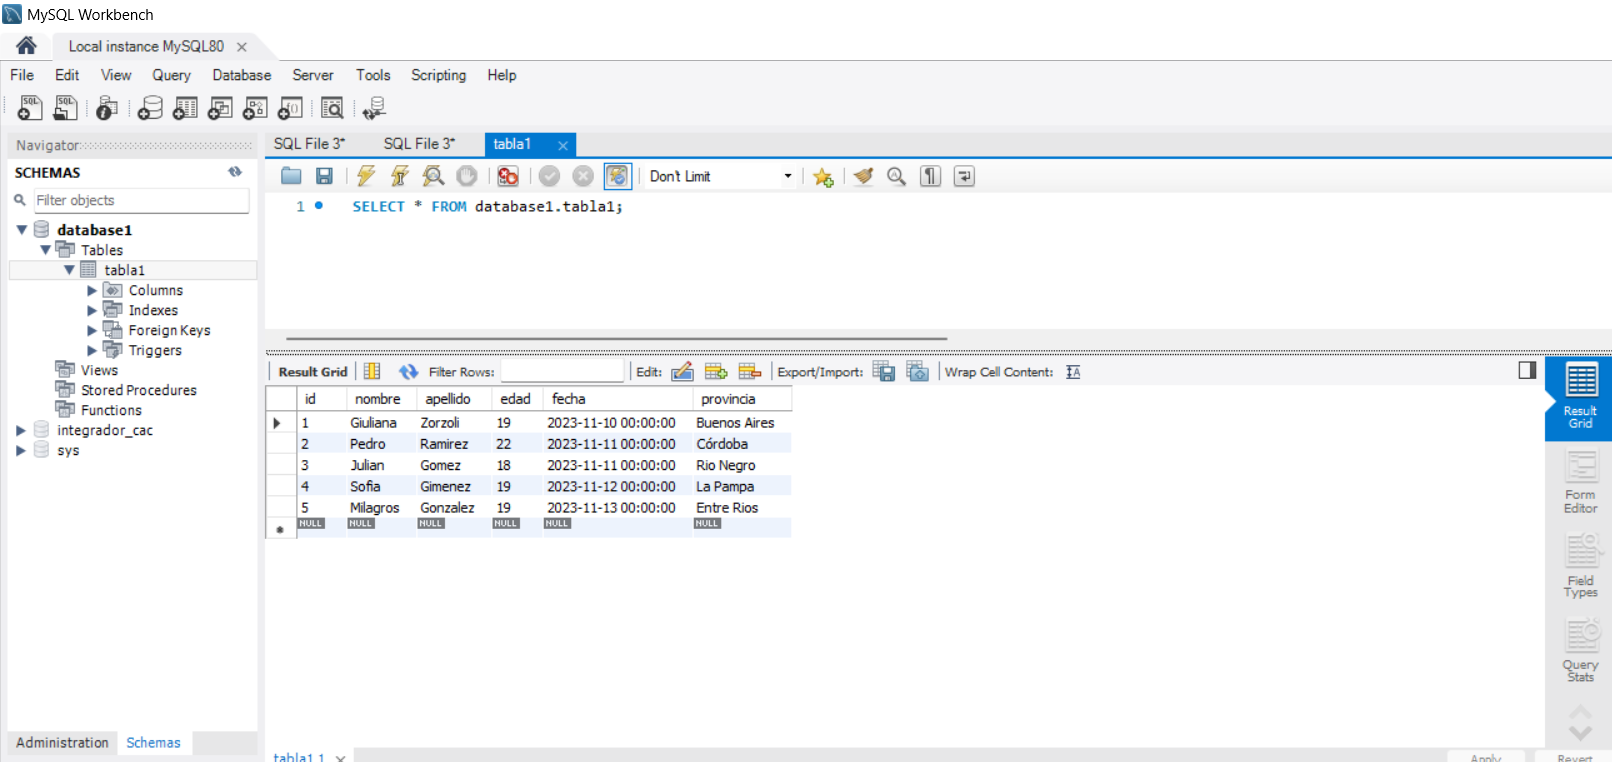 MySQL Workbench
Local instance MySQL80
File Edit View Query Database Server Tools Scripting Help
Navigator
SCHEMAS
Filter objects
database1
Tables
tabla1
Columns
Indexes
Foreign Keys
Triggers
Views
Stored Procedures
Functions
integrador_cac
sys
Administration Schemas
SQL File 3* SQL File 3* tabla1
Don't Limit
1 SELECT * FROM database1.tabla1;
Result Grid Filter Rows: Edit: Export/Import: Wrap Cell Content:
id nombre apellido edad fecha provincia
1 Giuliana Zorzoli 19 2023-11-10 00:00:00 Buenos Aires
2 Pedro Ramirez 22 2023-11-11 00:00:00 Córdoba
3 Julian Gomez 18 2023-11-11 00:00:00 Rio Negro
4 Sofia Gimenez 19 2023-11-12 00:00:00 La Pampa
5 Milagros Gonzalez 19 2023-11-13 00:00:00 Entre Rios
NULL NULL NULL NULL NULL NULL
Result
Grid
Form
Editor
Field
Types
Query
Stats
tabla1 1
Apply Revert